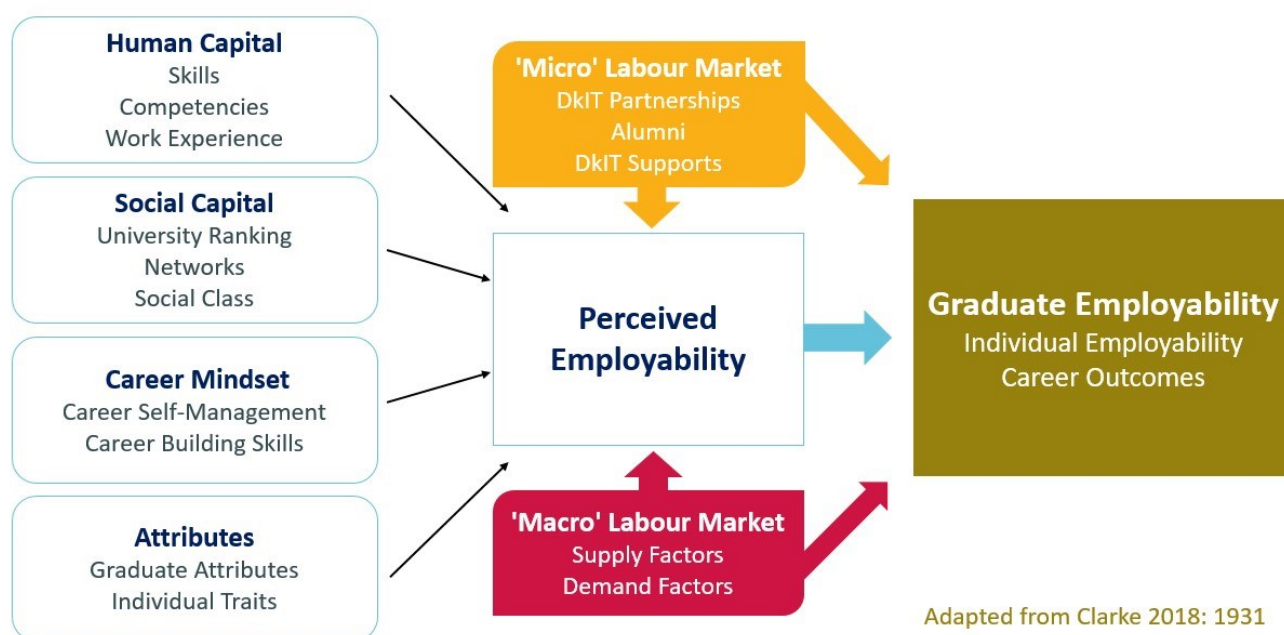 Human Capital
Skills
Competencies
Work Experience
Social Capital
University Ranking
Networks
Social Class
Career Mindset
Career Self-Management
Career Building Skills
Attributes
Graduate Attributes
Individual Traits
'Micro' Labour Market
DkIT Partnerships
Alumni
DkIT Supports
Perceived
Employability
'Macro' Labour Market
Supply Factors
Demand Factors
Graduate Employability
Individual Employability
Career Outcomes
Adapted from Clarke 2018: 1931